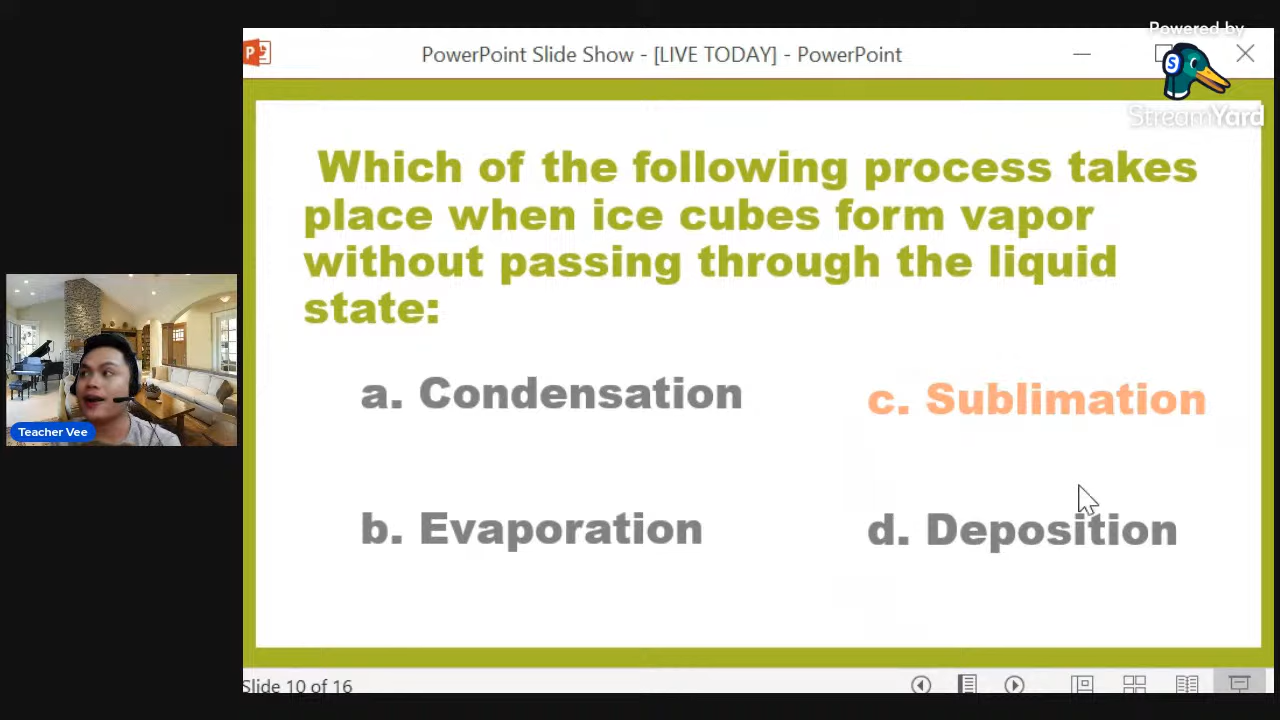 Powered by
PowerPoint Slide Show - [LIVE TODAY] - PowerPoint
StreamYard
Which of the following process takes
place when ice cubes form vapor
without passing through the liquid
state:
a. Condensation
c. Sublimation
b. Evaporation
d. Deposition
Teacher Vee
Slide 10 of 16